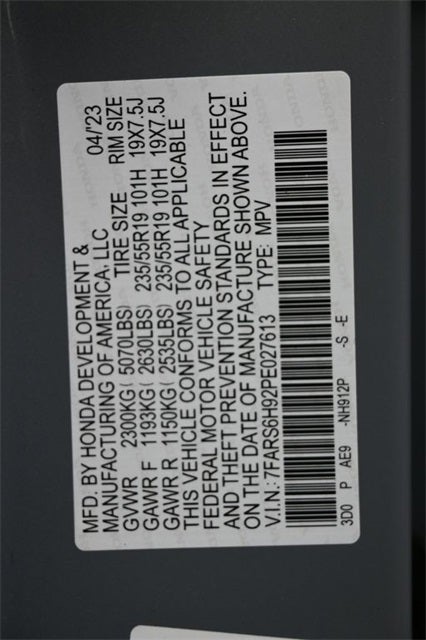 MFD. BY HONDA DEVELOPMENT &
MANUFACTURING OF AMERICA, LLC 04/'23
GVWR 2300KG( 5070LBS) TIRE SIZE RIM SIZE
GAWR F 1193KG( 2630LBS) 235/55R19 101H 19X7.5J
GAWR R 1150KG( 2535LBS) 235/55R19 101H 19X7.5J
THIS VEHICLE CONFORMS TO ALL APPLICABLE
FEDERAL MOTOR VEHICLE SAFETY
AND THEFT PREVENTION STANDARDS IN EFFECT
ON THE DATE OF MANUFACTURE SHOWN ABOVE.
V.I.N.: 7FARS6H92PE027613 TYPE: MPV
3D0 P AE9 -NH912P -S -E